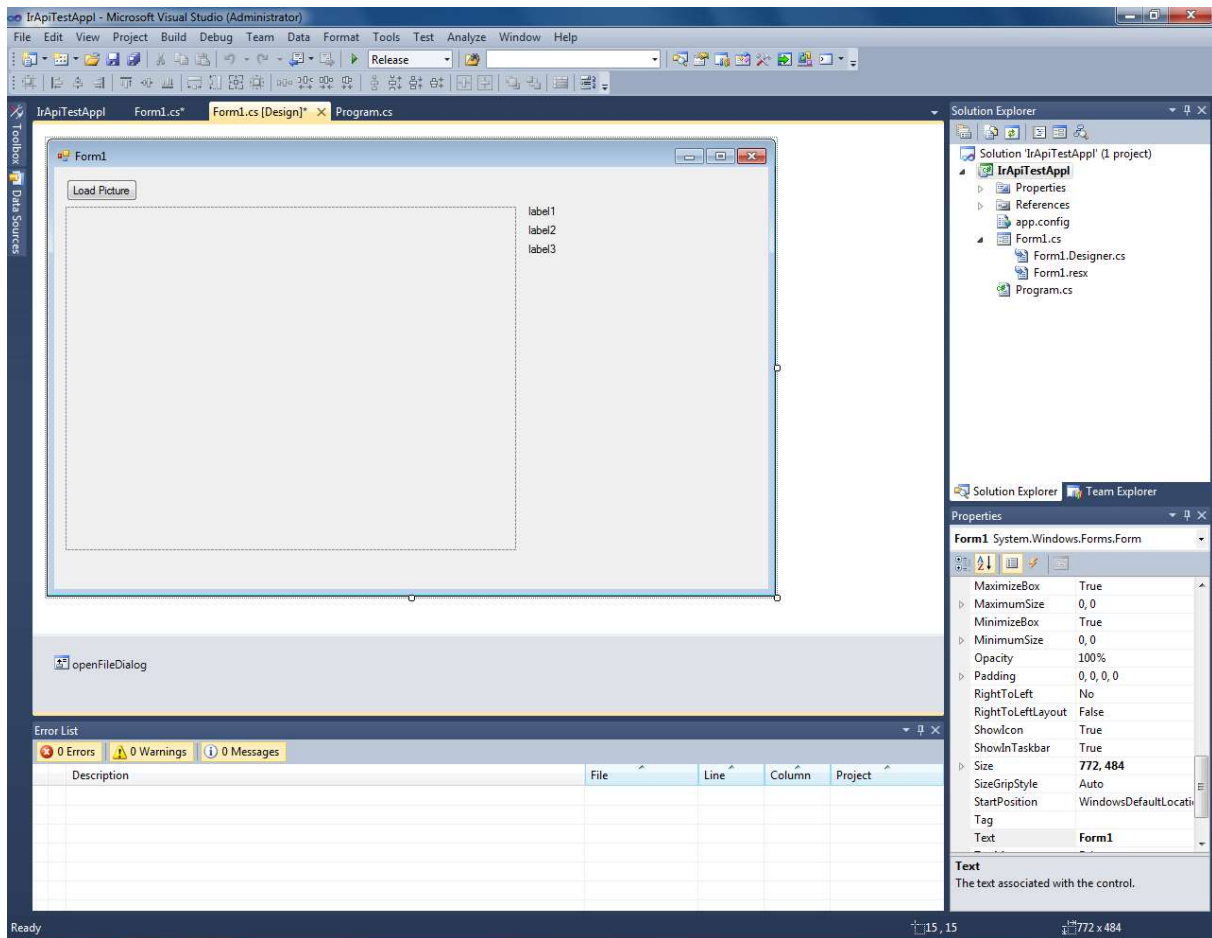 IrApiTestAppl - Microsoft Visual Studio (Administrator)
File Edit View Project Build Debug Team Data Format Tools Test Analyze Window Help
Release
IrApiTestAppl Form1.cs* Form1.cs [Design]* Program.cs
Toolbox
Data Sources
Form1
Load Picture
label1
label2
label3
openFileDialog
Error List
0 Errors 0 Warnings 0 Messages
Description File Line Column Project
Solution Explorer
Solution 'IrApiTestAppl' (1 project)
IrApiTestAppl
Properties
References
app.config
Form1.cs
Form1.Designer.cs
Form1.resx
Program.cs
Solution Explorer Team Explorer
Properties
Form1 System.Windows.Forms.Form
MaximizeBox True
MaximumSize 0, 0
MinimizeBox True
MinimumSize 0, 0
Opacity 100%
Padding 0, 0, 0, 0
RightToLeft No
RightToLeftLayout False
ShowIcon True
ShowInTaskbar True
Size 772, 484
SizeGripStyle Auto
StartPosition WindowsDefaultLocati
Tag
Text Form1
Text
The text associated with the control.
Ready 15 , 15 772 x 484